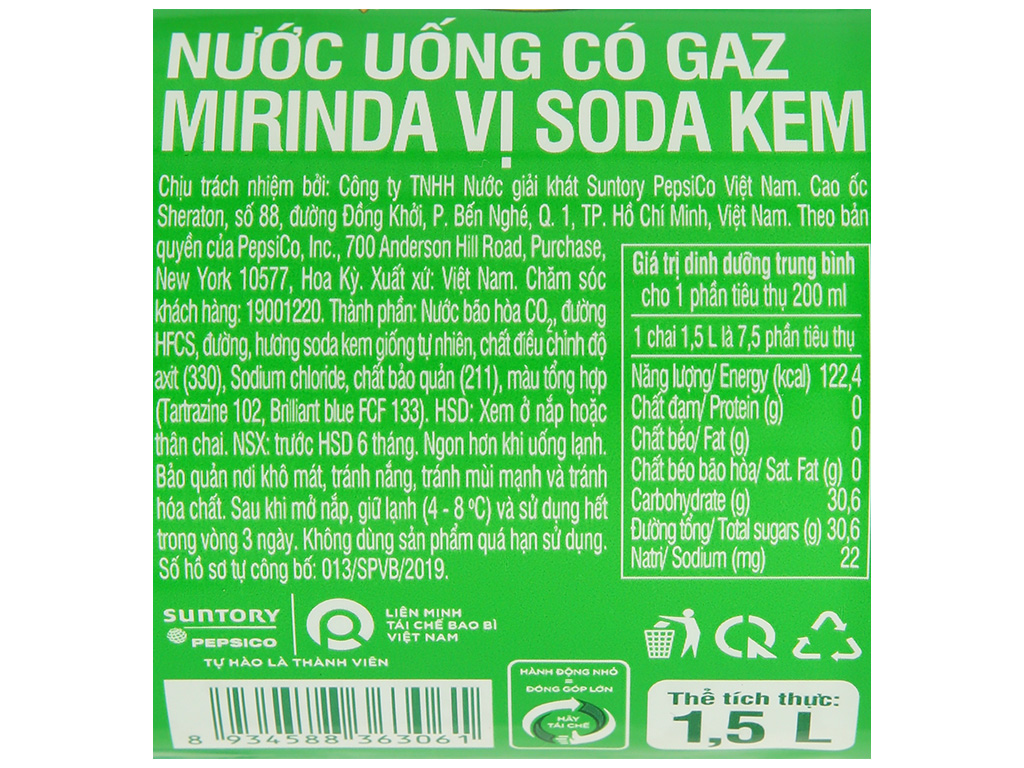 NƯỚC UỐNG CÓ GAZ
MIRINDA VỊ SODA KEM
Chịu trách nhiệm bởi: Công ty TNHH Nước giải khát Suntory PepsiCo Việt Nam. Cao ốc
Sheraton, số 88, đường Đồng Khởi, P. Bến Nghé, Q. 1, TP. Hồ Chí Minh, Việt Nam. Theo bản
quyền của PepsiCo, Inc., 700 Anderson Hill Road, Purchase,
New York 10577, Hoa Kỳ. Xuất xứ: Việt Nam. Chăm sóc
khách hàng: 19001220. Thành phần: Nước bão hòa CO₂, đường
HFCS, đường, hương soda kem giống tự nhiên, chất điều chỉnh độ
axit (330), Sodium chloride, chất bảo quản (211), màu tổng hợp
(Tartrazine 102, Brilliant blue FCF 133). HSD: Xem ở nắp hoặc
thân chai. NSX: trước HSD 6 tháng. Ngon hơn khi uống lạnh.
Bảo quản nơi khô mát, tránh nắng, tránh mùi mạnh và tránh
hóa chất. Sau khi mở nắp, giữ lạnh (4 - 8 ºC) và sử dụng hết
trong vòng 3 ngày. Không dùng sản phẩm quá hạn sử dụng.
Số hồ sơ tự công bố: 013/SPVB/2019.
Giá trị dinh dưỡng trung bình
cho 1 phần tiêu thụ 200 ml
1 chai 1,5 L là 7,5 phần tiêu thụ
Năng lượng/ Energy (kcal) 122,4
Chất đạm/ Protein (g) 0
Chất béo/ Fat (g) 0
Chất béo bão hòa/ Sat. Fat (g) 0
Carbohydrate (g) 30,6
Đường tổng/ Total sugars (g) 30,6
Natri/ Sodium (mg) 22
SUNTORY
PEPSICO
LIÊN MINH
TÁI CHẾ BAO BÌ
VIỆT NAM
TỰ HÀO LÀ THÀNH VIÊN
HÀNH ĐỘNG NHỎ
=
ĐÓNG GÓP LỚN
HÃY
TÁI CHẾ
Thể tích thực:
1,5 L
8 934588 363061